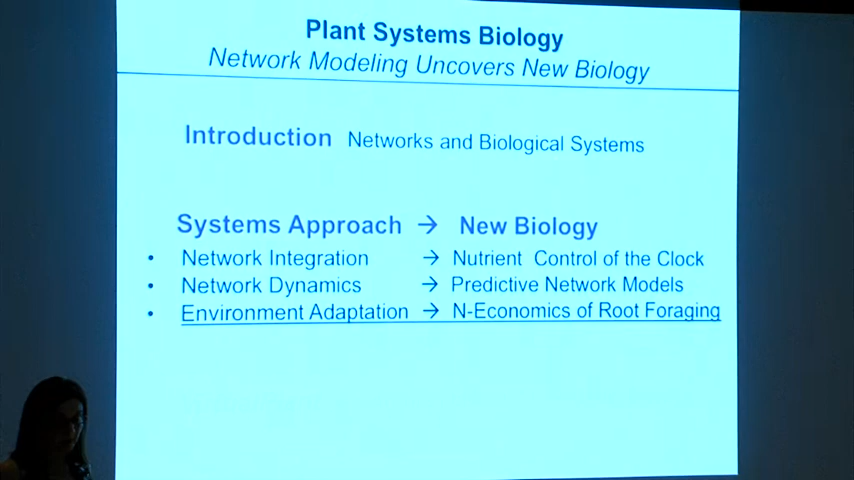 Plant Systems Biology
Network Modeling Uncovers New Biology
Introduction Networks and Biological Systems
Systems Approach → New Biology
• Network Integration → Nutrient Control of the Clock
• Network Dynamics → Predictive Network Models
• Environment Adaptation → N-Economics of Root Foraging